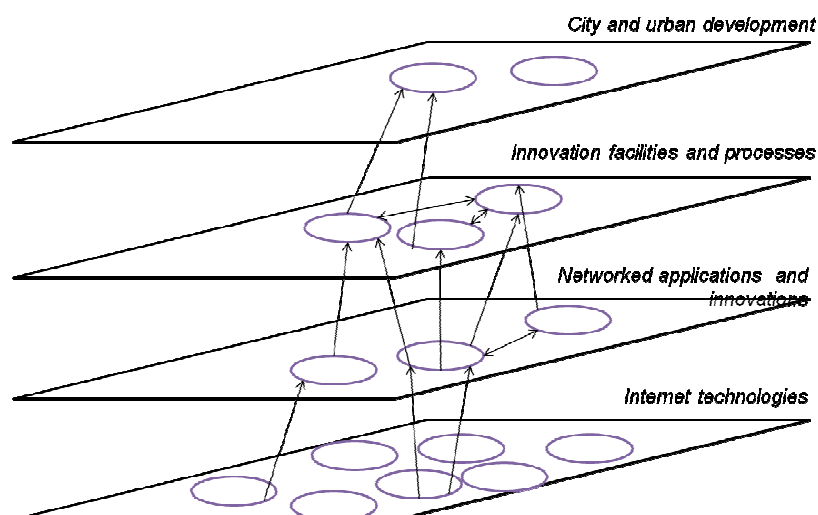 City and urban development
Innovation facilities and processes
Networked applications and
innovations
Internet technologies